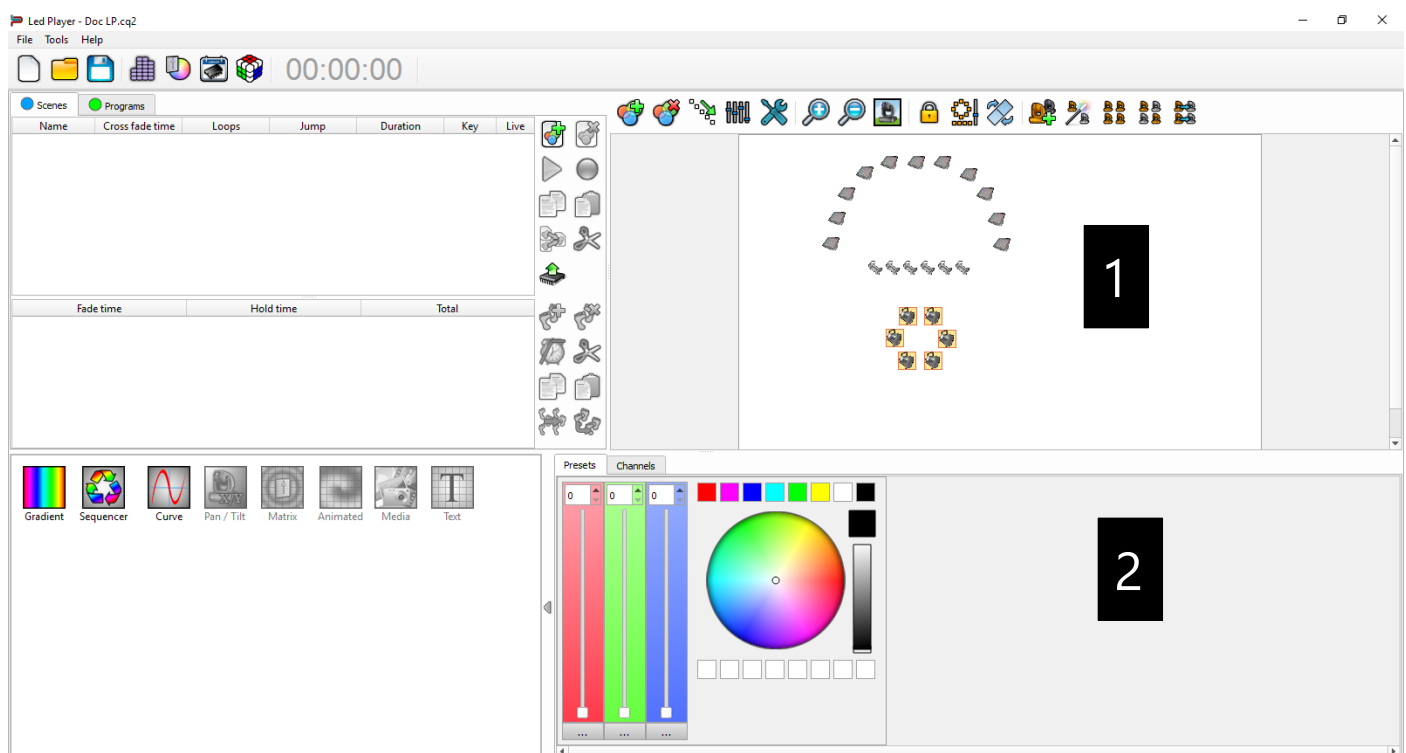 Led Player - Doc LP.cq2
File Tools Help
00:00:00
Scenes Programs
Name Cross fade time Loops Jump Duration Key Live
1
Fade time Hold time Total
Presets Channels
0 0 0
X/Y
T
Gradient Sequencer Curve Pan / Tilt Matrix Animated Media Text
2
... ... ...